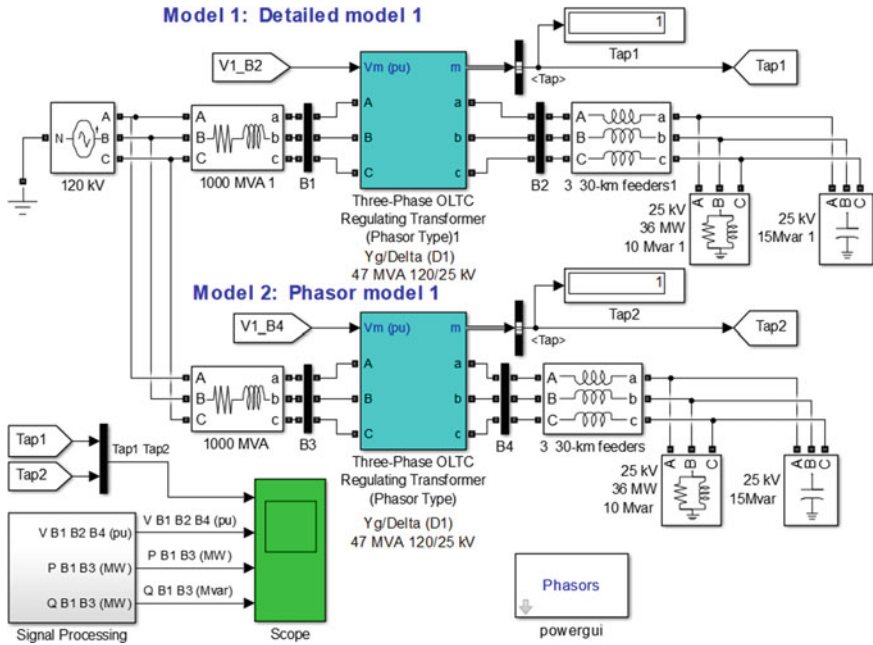 Model 1: Detailed model 1
1
Tap1
V1_B2
Vm (pu)
m
<Tap>
Tap1
A
B
C
a
b
c
N
A
B
C
120 kV
A
B
C
a
b
c
1000 MVA 1
B1
B2
A
B
C
a
b
c
3 30-km feeders1
Three-Phase OLTC
Regulating Transformer
(Phasor Type)1
Yg/Delta (D1)
47 MVA 120/25 kV
A
B
C
25 kV
36 MW
10 Mvar 1
A
B
C
25 kV
15Mvar 1
Model 2: Phasor model 1
1
Tap2
V1_B4
Vm (pu)
m
<Tap>
Tap2
A
B
C
a
b
c
A
B
C
a
b
c
1000 MVA
B3
B4
A
B
C
a
b
c
3 30-km feeders
Three-Phase OLTC
Regulating Transformer
(Phasor Type)
Yg/Delta (D1)
47 MVA 120/25 kV
A
B
C
25 kV
36 MW
10 Mvar
A
B
C
25 kV
15Mvar
Tap1
Tap2
Tap1 Tap2
V B1 B2 B4 (pu)
V B1 B2 B4 (pu)
P B1 B3 (MW)
P B1 B3 (MW)
Q B1 B3 (MW)
Q B1 B3 (Mvar)
Signal Processing
Scope
Phasors
powergui